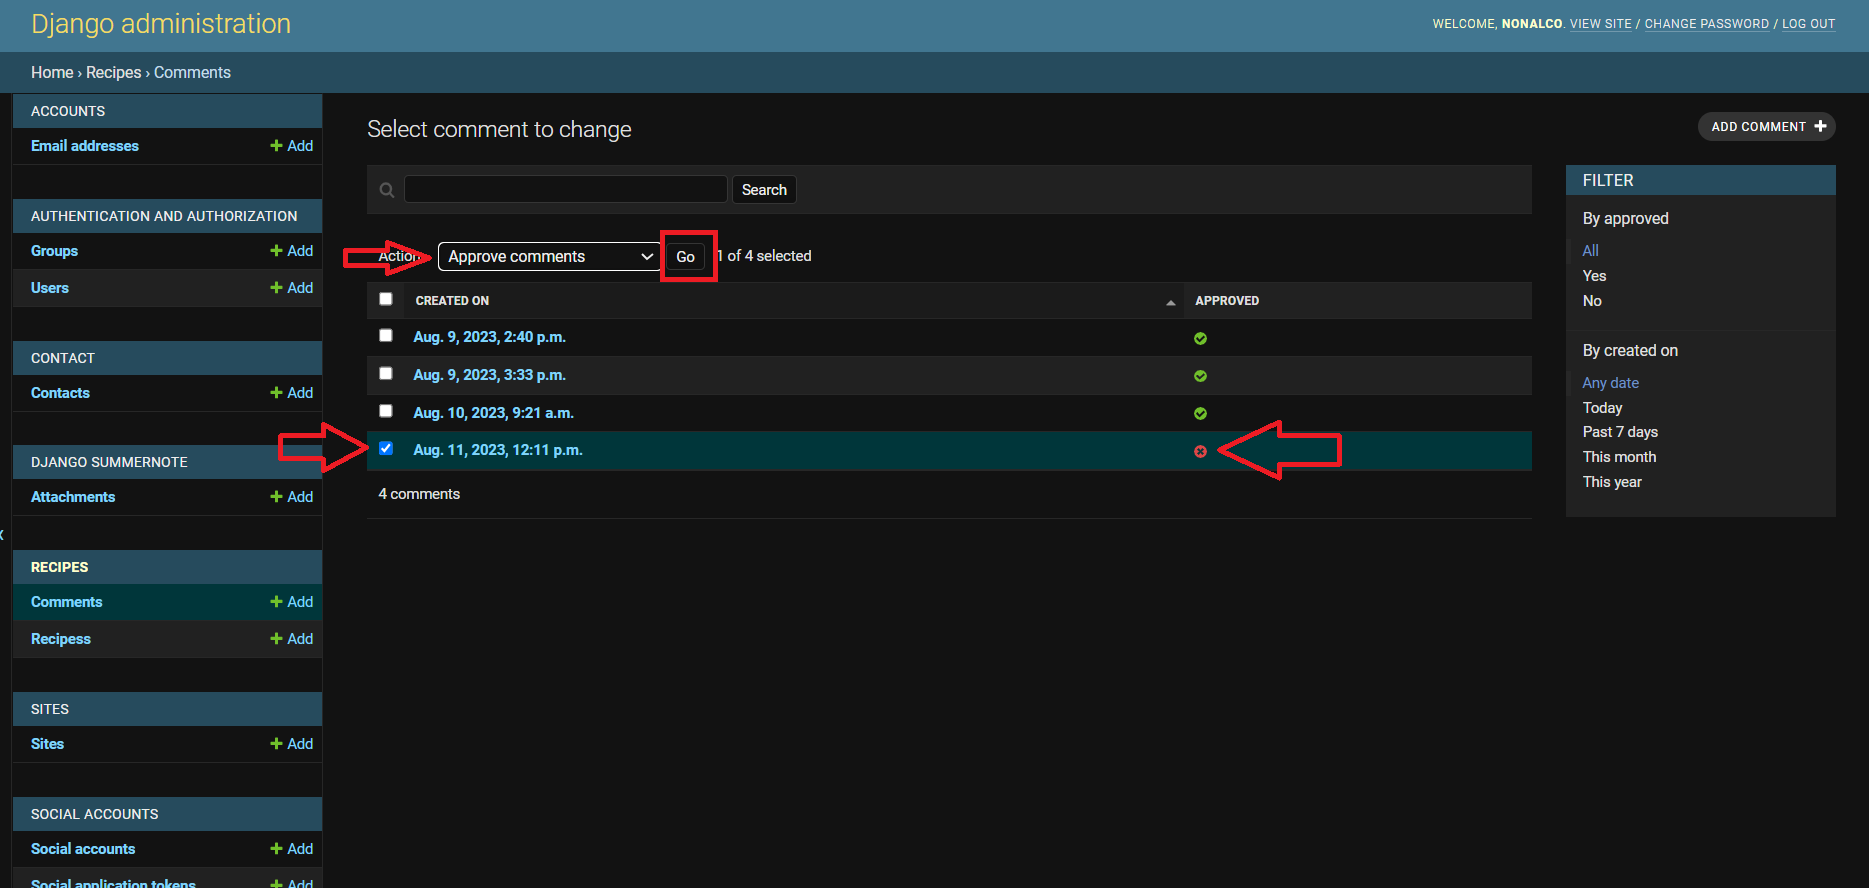 Django administration
WELCOME, NONALCO. VIEW SITE / CHANGE PASSWORD / LOG OUT
Home › Recipes › Comments
ACCOUNTS
Email addresses
Add
AUTHENTICATION AND AUTHORIZATION
Groups
Add
Users
Add
CONTACT
Contacts
Add
DJANGO SUMMERNOTE
Attachments
Add
RECIPES
Comments
Add
Recipess
Add
SITES
Sites
Add
SOCIAL ACCOUNTS
Social accounts
Add
Social application tokens
Add
Select comment to change
ADD COMMENT
Search
Action
Approve comments
Go
1 of 4 selected
CREATED ON
APPROVED
Aug. 9, 2023, 2:40 p.m.
Aug. 9, 2023, 3:33 p.m.
Aug. 10, 2023, 9:21 a.m.
Aug. 11, 2023, 12:11 p.m.
4 comments
FILTER
By approved
All
Yes
No
By created on
Any date
Today
Past 7 days
This month
This year